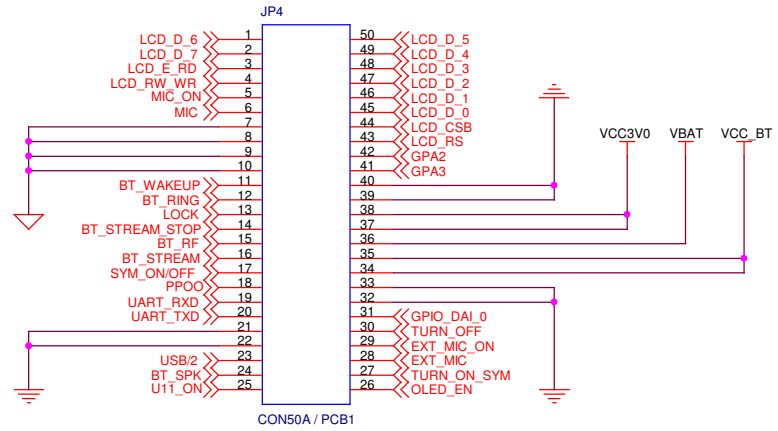 JP4
LCD_D_6 1 50 LCD_D_5
LCD_D_7 2 49 LCD_D_4
LCD_E_RD 3 48 LCD_D_3
LCD_RW_WR 4 47 LCD_D_2
MIC_ON 5 46 LCD_D_1
MIC 6 45 LCD_D_0
7 44 LCD_CSB
8 43 LCD_RS
9 42 GPA2
10 41 GPA3
VCC3V0 VBAT VCC_BT
BT_WAKEUP 11 40
BT_RING 12 39
LOCK 13 38
BT_STREAM_STOP 14 37
BT_RF 15 36
BT_STREAM 16 35
SYM_ON/OFF 17 34
PPOO 18 33
UART_RXD 19 32
UART_TXD 20 31 GPIO_DAI_0
21 30 TURN_OFF
22 29 EXT_MIC_ON
USB/2 23 28 EXT_MIC
BT_SPK 24 27 TURN_ON_SYM
U11_ON 25 26 OLED_EN
CON50A / PCB1